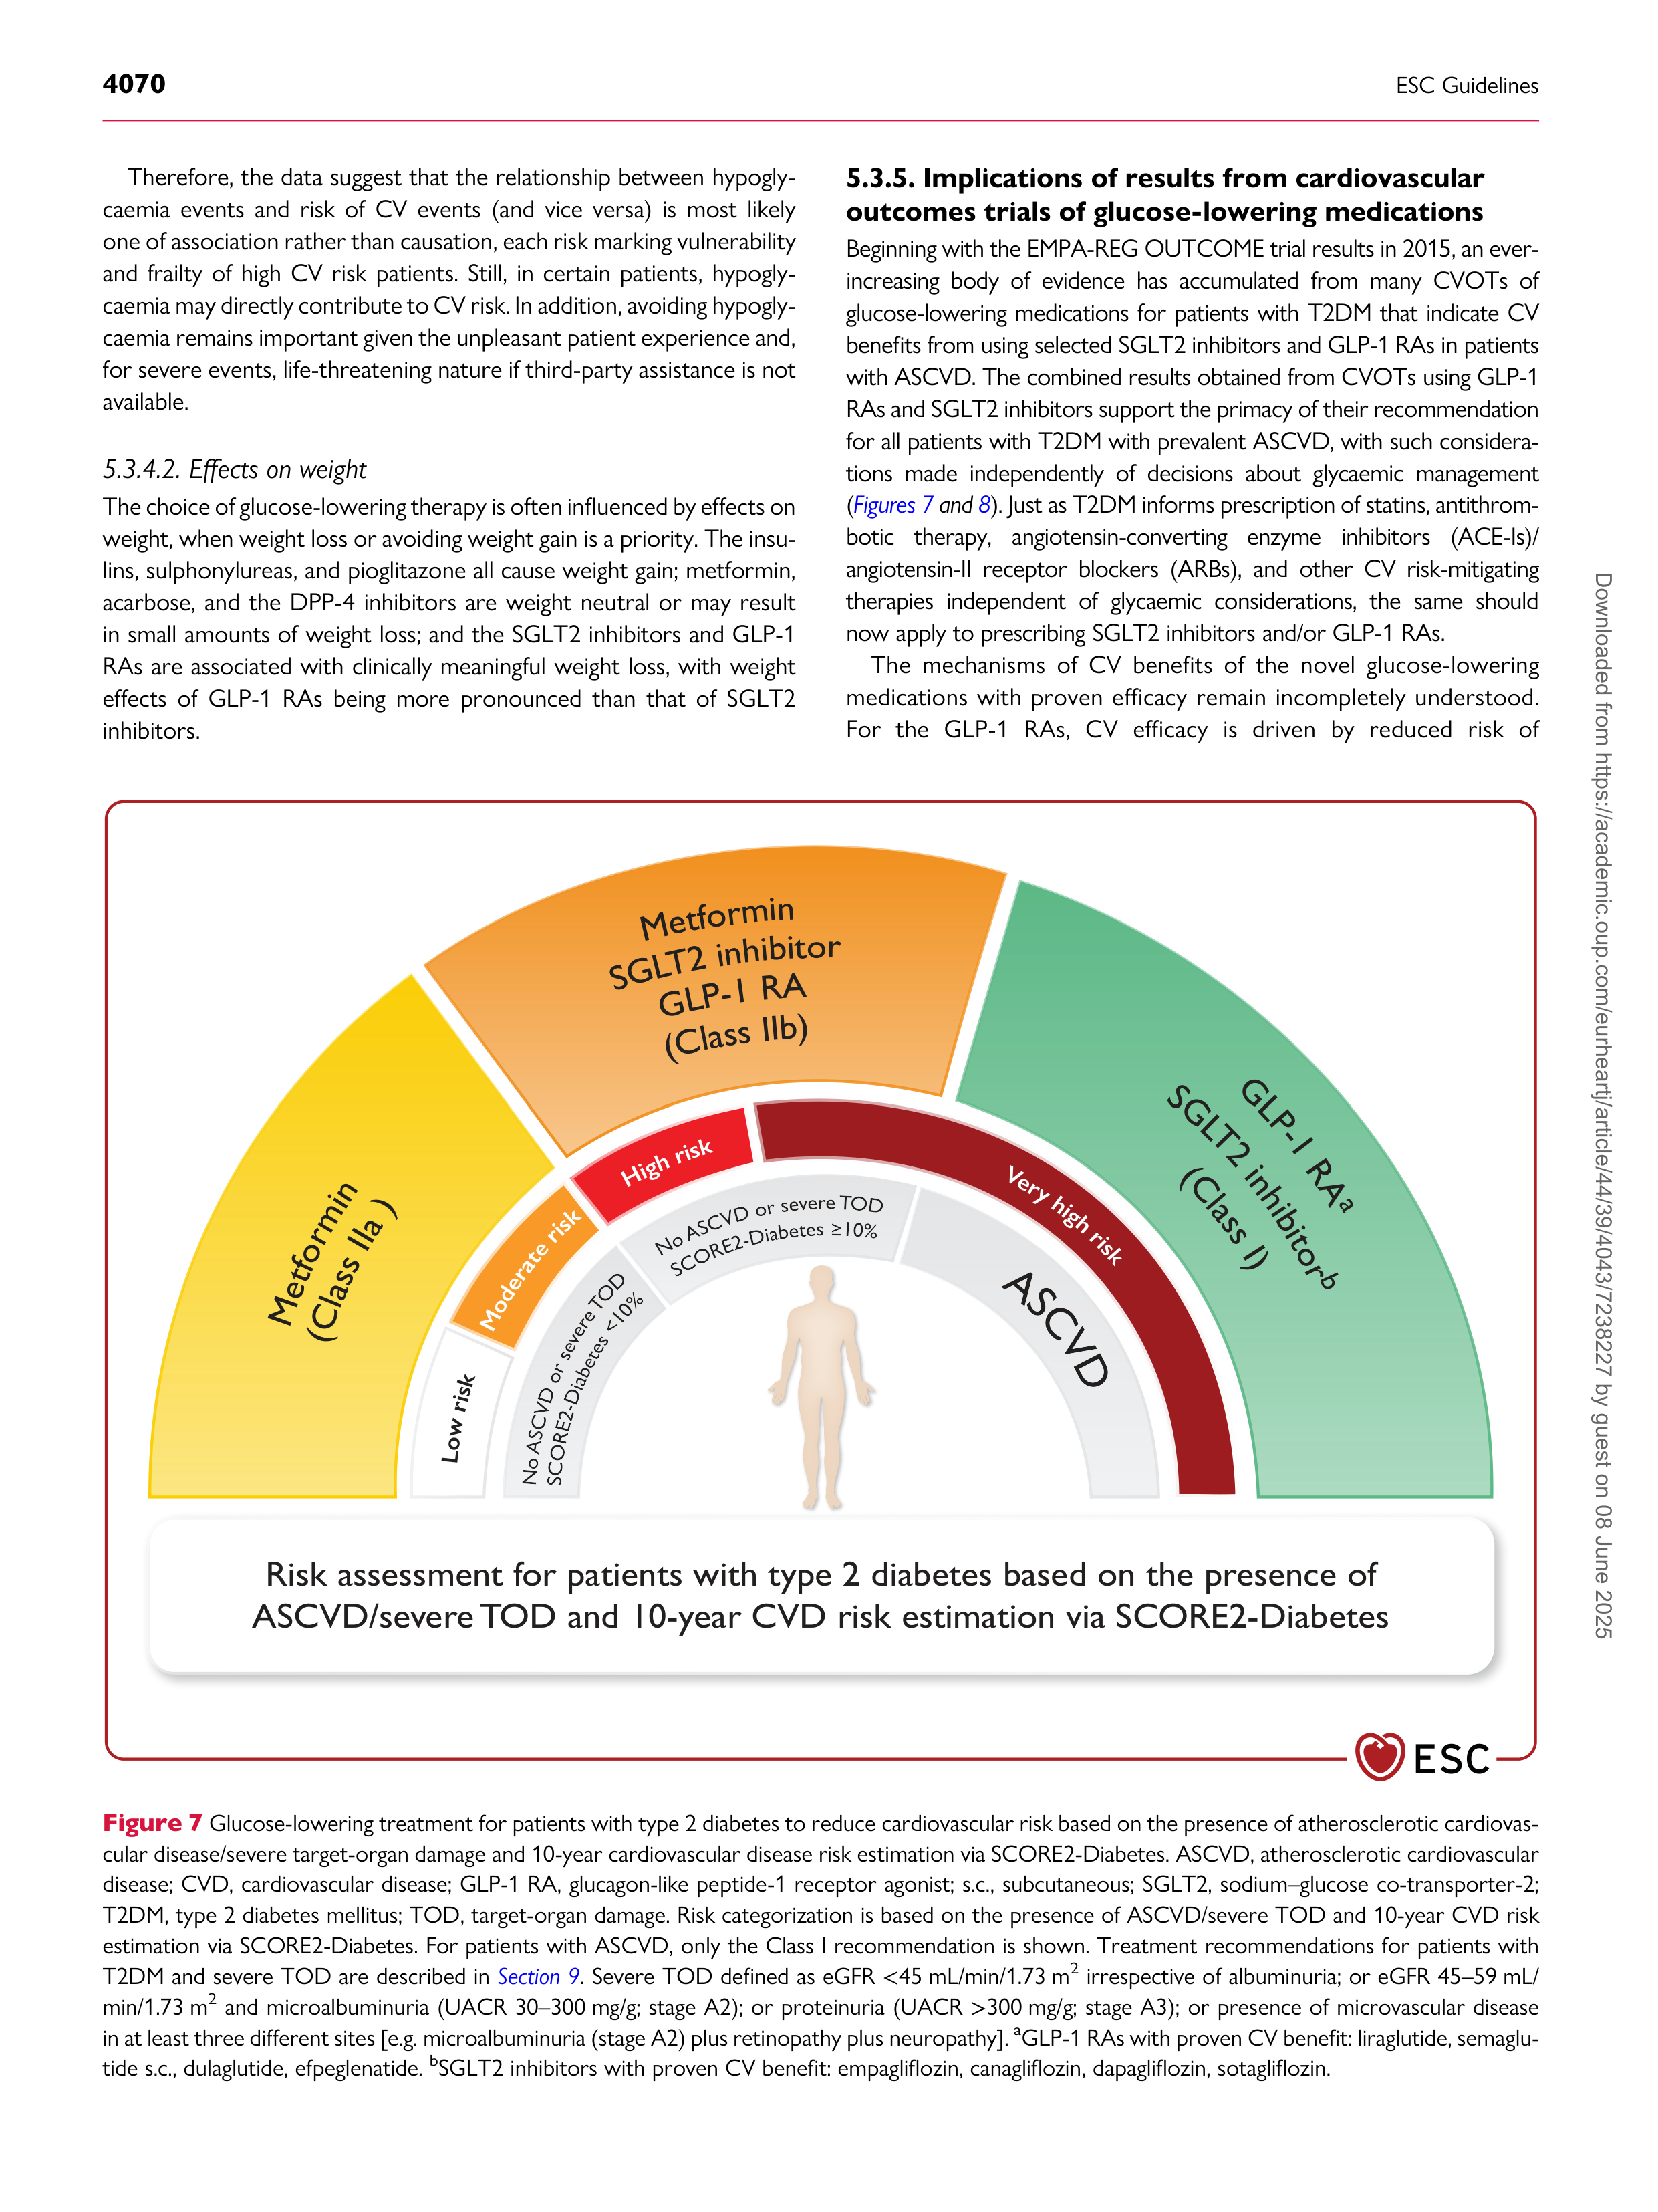 4070
ESC Guidelines
Therefore, the data suggest that the relationship between hypogly-
caemia events and risk of CV events (and vice versa) is most likely
one of association rather than causation, each risk marking vulnerability
and frailty of high CV risk patients. Still, in certain patients, hypogly-
caemia may directly contribute to CV risk. In addition, avoiding hypogly-
caemia remains important given the unpleasant patient experience and,
for severe events, life-threatening nature if third-party assistance is not
available.
5.3.4.2. Effects on weight
The choice of glucose-lowering therapy is often influenced by effects on
weight, when weight loss or avoiding weight gain is a priority. The insu-
lins, sulphonylureas, and pioglitazone all cause weight gain; metformin,
acarbose, and the DPP-4 inhibitors are weight neutral or may result
in small amounts of weight loss; and the SGLT2 inhibitors and GLP-1
RAs are associated with clinically meaningful weight loss, with weight
effects of GLP-1 RAs being more pronounced than that of SGLT2
inhibitors.
5.3.5. Implications of results from cardiovascular
outcomes trials of glucose-lowering medications
Beginning with the EMPA-REG OUTCOME trial results in 2015, an ever-
increasing body of evidence has accumulated from many CVOTs of
glucose-lowering medications for patients with T2DM that indicate CV
benefits from using selected SGLT2 inhibitors and GLP-1 RAs in patients
with ASCVD. The combined results obtained from CVOTs using GLP-1
RAs and SGLT2 inhibitors support the primacy of their recommendation
for all patients with T2DM with prevalent ASCVD, with such considera-
tions made independently of decisions about glycaemic management
(Figures 7 and 8). Just as T2DM informs prescription of statins, antithrom-
botic therapy, angiotensin-converting enzyme inhibitors (ACE-Is)/
angiotensin-II receptor blockers (ARBs), and other CV risk-mitigating
therapies independent of glycaemic considerations, the same should
now apply to prescribing SGLT2 inhibitors and/or GLP-1 RAs.
The mechanisms of CV benefits of the novel glucose-lowering
medications with proven efficacy remain incompletely understood.
For the GLP-1 RAs, CV efficacy is driven by reduced risk of
Metformin
(Class IIa )
Metformin
SGLT2 inhibitor
GLP-1 RA
(Class IIb)
GLP-1 RAᵃ
SGLT2 inhibitorᵇ
(Class I)
Low risk
Moderate risk
High risk
Very high risk
No ASCVD or severe TOD
SCORE2-Diabetes <10%
No ASCVD or severe TOD
SCORE2-Diabetes ≥10%
ASCVD
Risk assessment for patients with type 2 diabetes based on the presence of
ASCVD/severe TOD and 10-year CVD risk estimation via SCORE2-Diabetes
ESC
Figure 7 Glucose-lowering treatment for patients with type 2 diabetes to reduce cardiovascular risk based on the presence of atherosclerotic cardiovas-
cular disease/severe target-organ damage and 10-year cardiovascular disease risk estimation via SCORE2-Diabetes. ASCVD, atherosclerotic cardiovascular
disease; CVD, cardiovascular disease; GLP-1 RA, glucagon-like peptide-1 receptor agonist; s.c., subcutaneous; SGLT2, sodium–glucose co-transporter-2;
T2DM, type 2 diabetes mellitus; TOD, target-organ damage. Risk categorization is based on the presence of ASCVD/severe TOD and 10-year CVD risk
estimation via SCORE2-Diabetes. For patients with ASCVD, only the Class I recommendation is shown. Treatment recommendations for patients with
T2DM and severe TOD are described in Section 9. Severe TOD defined as eGFR <45 mL/min/1.73 m² irrespective of albuminuria; or eGFR 45–59 mL/
min/1.73 m² and microalbuminuria (UACR 30–300 mg/g; stage A2); or proteinuria (UACR >300 mg/g; stage A3); or presence of microvascular disease
in at least three different sites [e.g. microalbuminuria (stage A2) plus retinopathy plus neuropathy]. ᵃGLP-1 RAs with proven CV benefit: liraglutide, semaglu-
tide s.c., dulaglutide, efpeglenatide. ᵇSGLT2 inhibitors with proven CV benefit: empagliflozin, canagliflozin, dapagliflozin, sotagliflozin.
Downloaded from https://academic.oup.com/eurheartj/article/44/39/4043/7238227 by guest on 08 June 2025